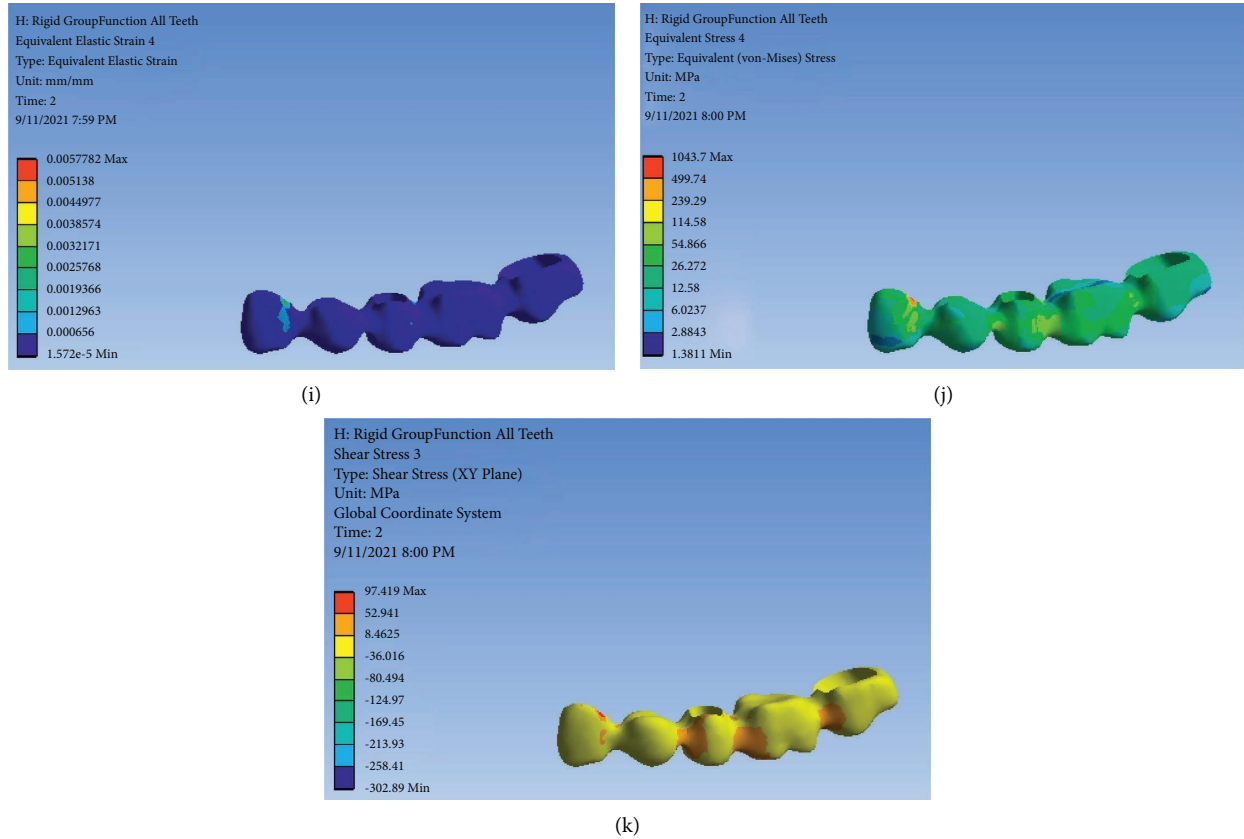 H: Rigid GroupFunction All Teeth
Equivalent Elastic Strain 4
Type: Equivalent Elastic Strain
Unit: mm/mm
Time: 2
9/11/2021 7:59 PM
0.0057782 Max
0.005138
0.0044977
0.0038574
0.0032171
0.0025768
0.0019366
0.0012963
0.000656
1.572e-5 Min
(i)
H: Rigid GroupFunction All Teeth
Equivalent Stress 4
Type: Equivalent (von-Mises) Stress
Unit: MPa
Time: 2
9/11/2021 8:00 PM
1043.7 Max
499.74
239.29
114.58
54.866
26.272
12.58
6.0237
2.8843
1.3811 Min
(j)
H: Rigid GroupFunction All Teeth
Shear Stress 3
Type: Shear Stress (XY Plane)
Unit: MPa
Global Coordinate System
Time: 2
9/11/2021 8:00 PM
97.419 Max
52.941
8.4625
-36.016
-80.494
-124.97
-169.45
-213.93
-258.41
-302.89 Min
(k)